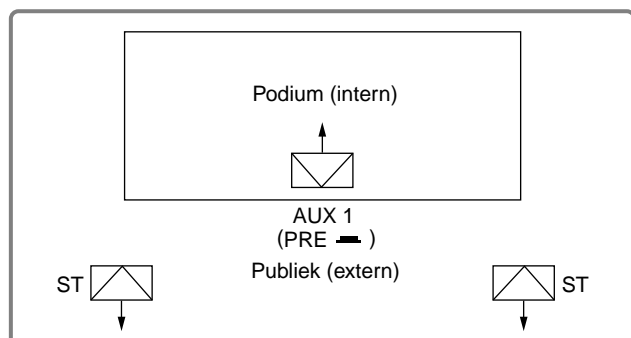 Podium (intern)
AUX 1
(PRE )
Publiek (extern)
ST ST